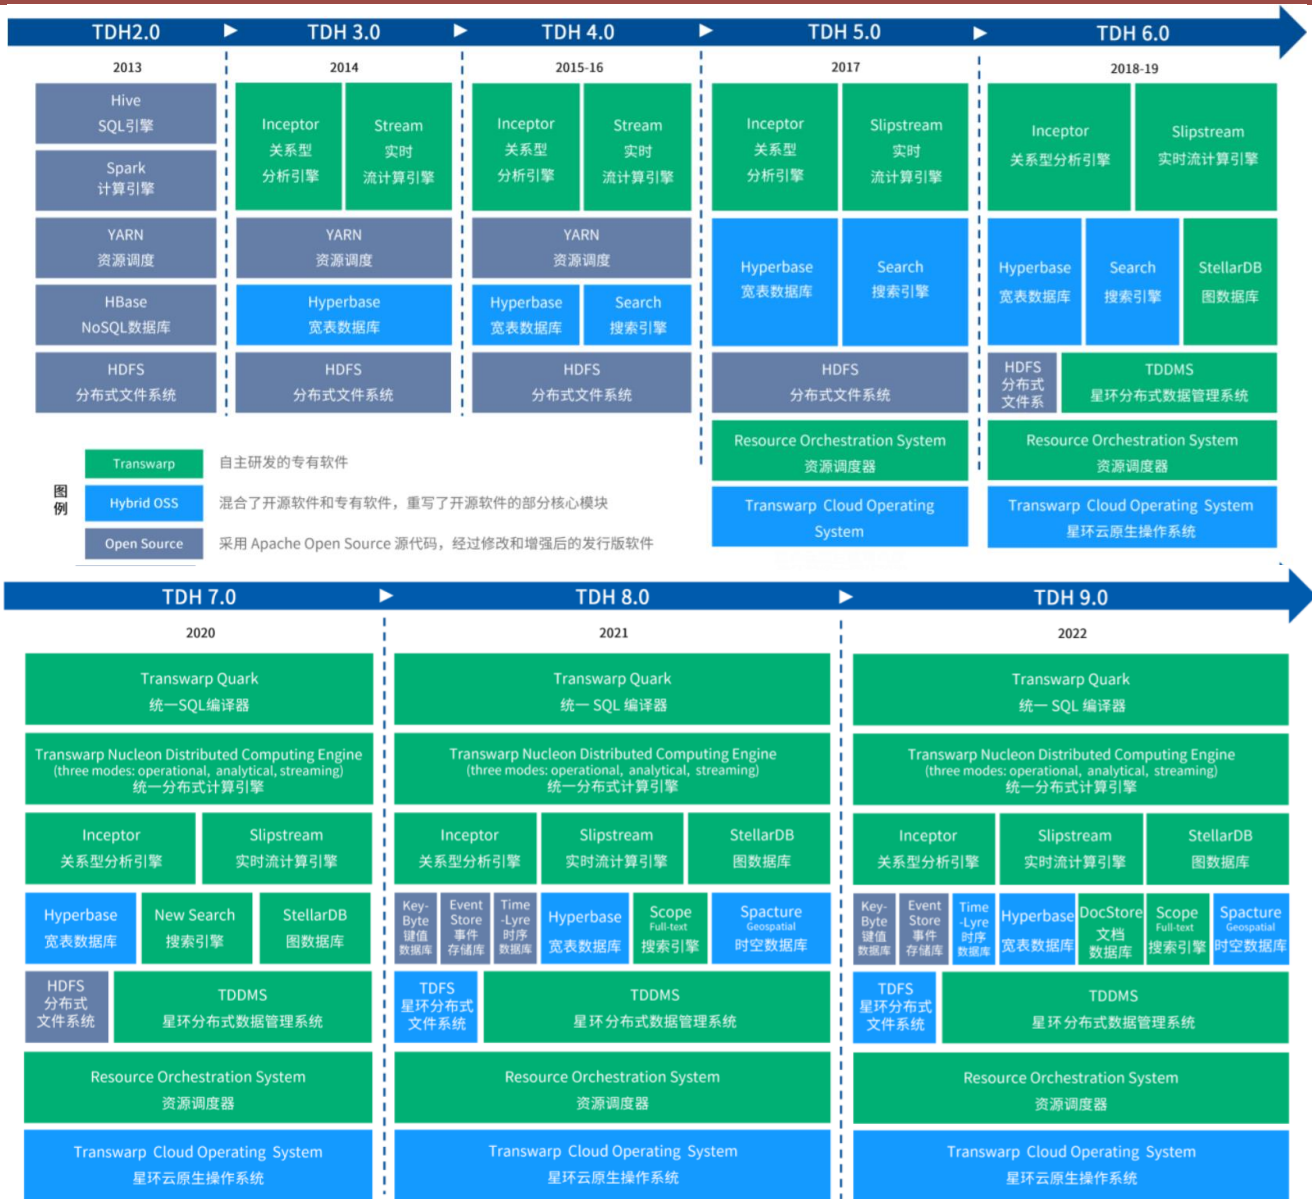 TDH2.0
TDH 3.0
TDH 4.0
TDH 5.0
TDH 6.0
2013
2014
2015-16
2017
2018-19
Hive
SQL引擎
Spark
计算引擎
YARN
资源调度
HBase
NoSQL数据库
HDFS
分布式文件系统
Inceptor
关系型
分析引擎
Stream
实时
流计算引擎
YARN
资源调度
Hyperbase
宽表数据库
HDFS
分布式文件系统
Inceptor
关系型
分析引擎
Stream
实时
流计算引擎
YARN
资源调度
Hyperbase
宽表数据库
Search
搜索引擎
HDFS
分布式文件系统
Inceptor
关系型
分析引擎
Slipstream
实时
流计算引擎
Hyperbase
宽表数据库
Search
搜索引擎
HDFS
分布式文件系统
Resource Orchestration System
资源调度器
Transwarp Cloud Operating
System
Inceptor
关系型分析引擎
Slipstream
实时流计算引擎
Hyperbase
宽表数据库
Search
搜索引擎
StellarDB
图数据库
HDFS
分布式
文件系
TDDMS
星环分布式数据管理系统
Resource Orchestration System
资源调度器
Transwarp Cloud Operating System
星环云原生操作系统
图例
Transwarp
自主研发的专有软件
Hybrid OSS
混合了开源软件和专有软件，重写了开源软件的部分核心模块
Open Source
采用 Apache Open Source 源代码，经过修改和增强后的发行版软件
TDH 7.0
TDH 8.0
TDH 9.0
2020
2021
2022
Transwarp Quark
统一SQL编译器
Transwarp Nucleon Distributed Computing Engine
(three modes: operational, analytical, streaming)
统一分布式计算引擎
Inceptor
关系型分析引擎
Slipstream
实时流计算引擎
Hyperbase
宽表数据库
New Search
搜索引擎
StellarDB
图数据库
HDFS
分布式
文件系统
TDDMS
星环分布式数据管理系统
Resource Orchestration System
资源调度器
Transwarp Cloud Operating System
星环云原生操作系统
Transwarp Quark
统一 SQL 编译器
Transwarp Nucleon Distributed Computing Engine
(three modes: operational, analytical, streaming)
统一分布式计算引擎
Inceptor
关系型分析引擎
Slipstream
实时流计算引擎
StellarDB
图数据库
Key-
Byte
键值
数据库
Event
Store
事件
存储库
Time
-Lyre
时序
数据库
Hyperbase
宽表数据库
Scope
Full-text
搜索引擎
Spacture
Geospatial
时空数据库
TDFS
星环分布式
文件系统
TDDMS
星环分布式数据管理系统
Resource Orchestration System
资源调度器
Transwarp Cloud Operating System
星环云原生操作系统
Transwarp Quark
统一 SQL 编译器
Transwarp Nucleon Distributed Computing Engine
(three modes: operational, analytical, streaming)
统一分布式计算引擎
Inceptor
关系型分析引擎
Slipstream
实时流计算引擎
StellarDB
图数据库
Key-
Byte
键值
数据库
Event
Store
事件
存储库
Time
-Lyre
时序
数据库
Hyperbase
宽表数据库
DocStore
文档
数据库
Scope
Full-text
搜索引擎
Spacture
Geospatial
时空数据库
TDFS
星环分布式
文件系统
TDDMS
星环分布式数据管理系统
Resource Orchestration System
资源调度器
Transwarp Cloud Operating System
星环云原生操作系统